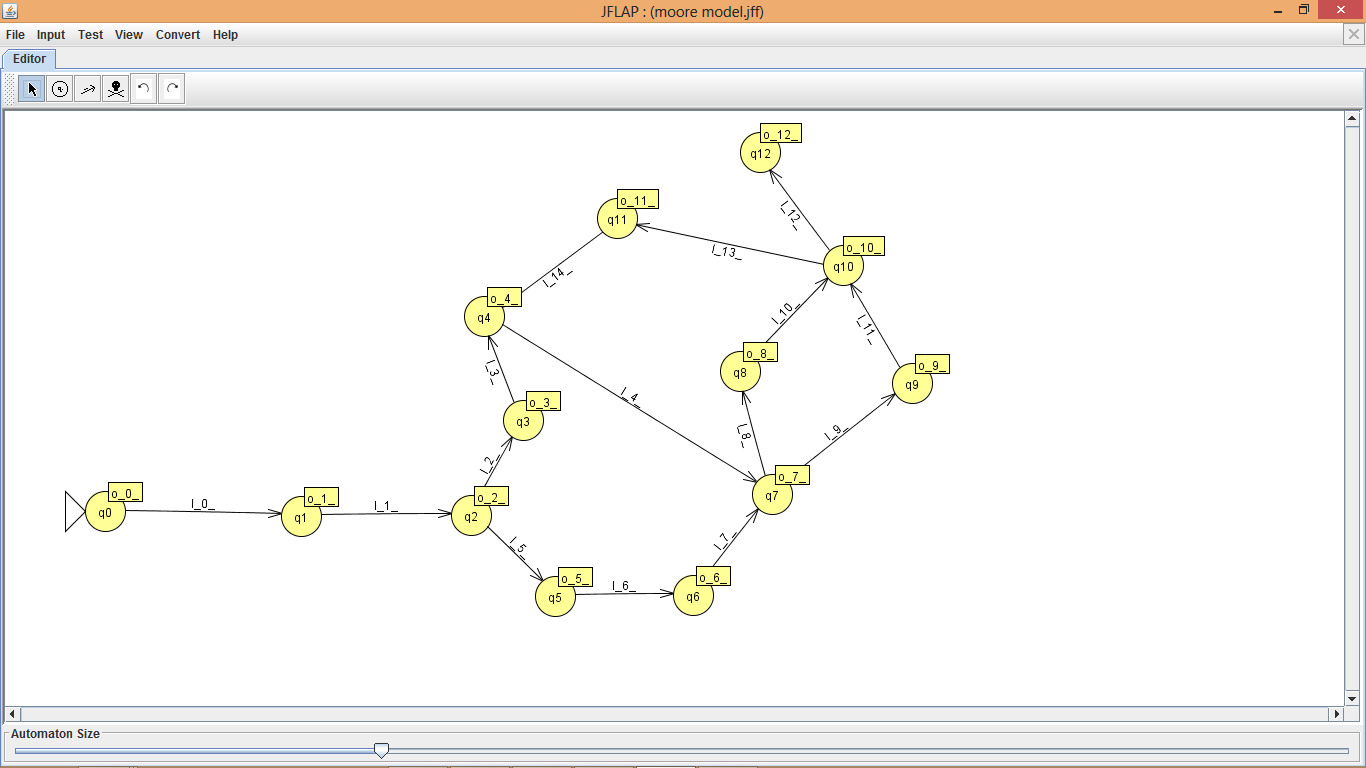 JFLAP : (moore model.jff)
File Input Test View Convert Help
Editor
o_12_
q12
o_11_
q11
I_12_
I_13_
o_10_
q10
I_14_
o_4_
q4
I_10_
I_11_
I_3_
o_8_
q8
o_9_
q9
I_4_
o_3_
q3
I_8_
I_9_
I_2_
o_7_
q7
o_0_
q0
I_0_
o_1_
q1
I_1_
o_2_
q2
I_5_
I_7_
o_5_
q5
I_6_
o_6_
q6
Automaton Size